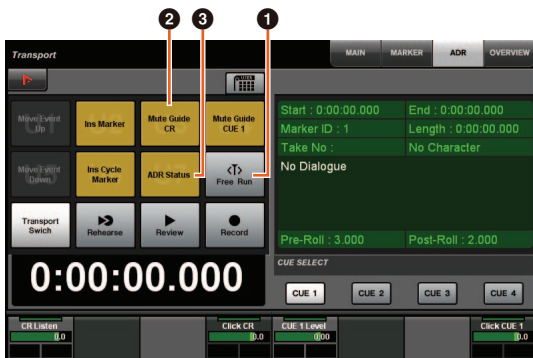 2 3 1
Transport
MAIN MARKER ADR OVERVIEW
Move Event Up
Ins Marker
Mute Guide CR
Mute Guide CUE 1
Move Event Down
Ins Cycle Marker
ADR Status
<T> Free Run
Transport Swich
Rehearse
Review
Record
0:00:00.000
Start : 0:00:00.000 End : 0:00:00.000
Marker ID : 1 Length : 0:00:00.000
Take No : No Character
No Dialogue
Pre-Roll : 3.000 Post-Roll : 2.000
CUE SELECT
CUE 1 CUE 2 CUE 3 CUE 4
CR Listen Click CR CUE 1 Level Click CUE 1
0.0 0.0 0.00 0.0